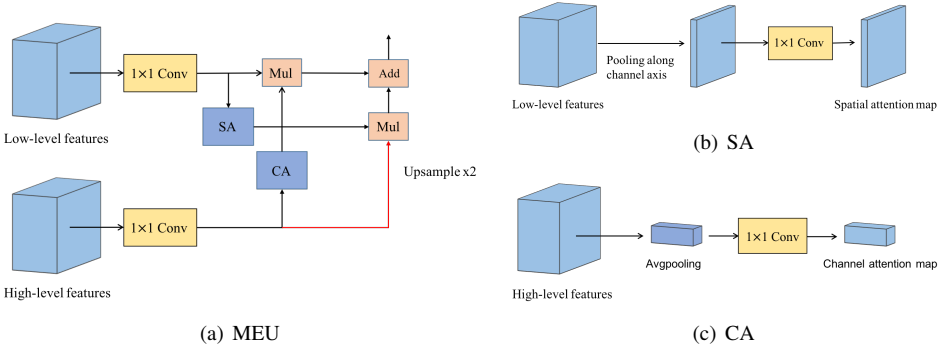 Low-level features
1×1 Conv
Mul
Add
SA
Mul
CA
Upsample x2
High-level features
1×1 Conv
(a) MEU
Low-level features
Pooling along
channel axis
1×1 Conv
Spatial attention map
(b) SA
High-level features
Avgpooling
1×1 Conv
Channel attention map
(c) CA